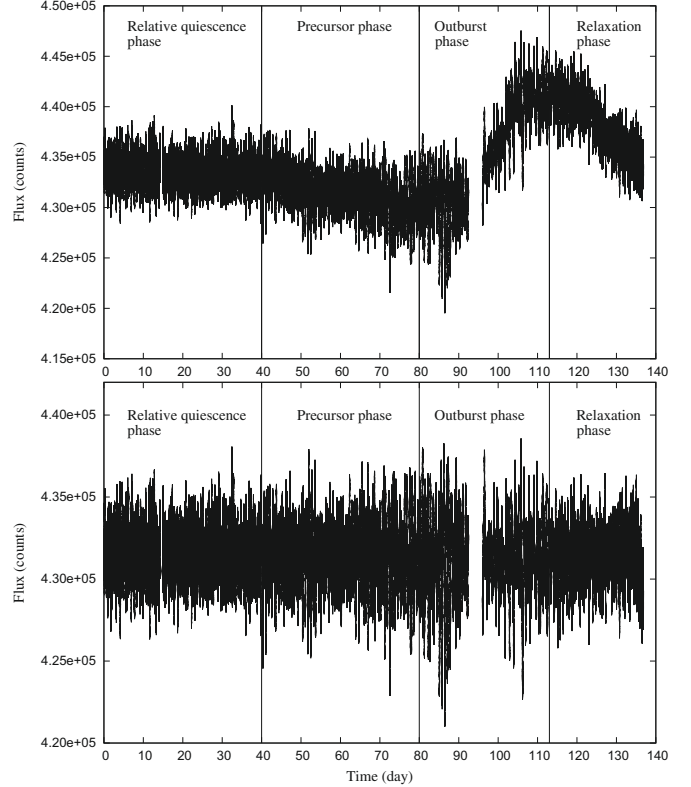 4.50e+05
4.45e+05
4.40e+05
4.35e+05
4.30e+05
4.25e+05
4.20e+05
4.15e+05
Flux (counts)
Relative quiescence
phase
Precursor phase
Outburst
phase
Relaxation
phase
0 10 20 30 40 50 60 70 80 90 100 110 120 130 140
4.40e+05
4.35e+05
4.30e+05
4.25e+05
4.20e+05
Flux (counts)
Relative quiescence
phase
Precursor phase
Outburst phase
Relaxation
phase
0 10 20 30 40 50 60 70 80 90 100 110 120 130 140
Time (day)